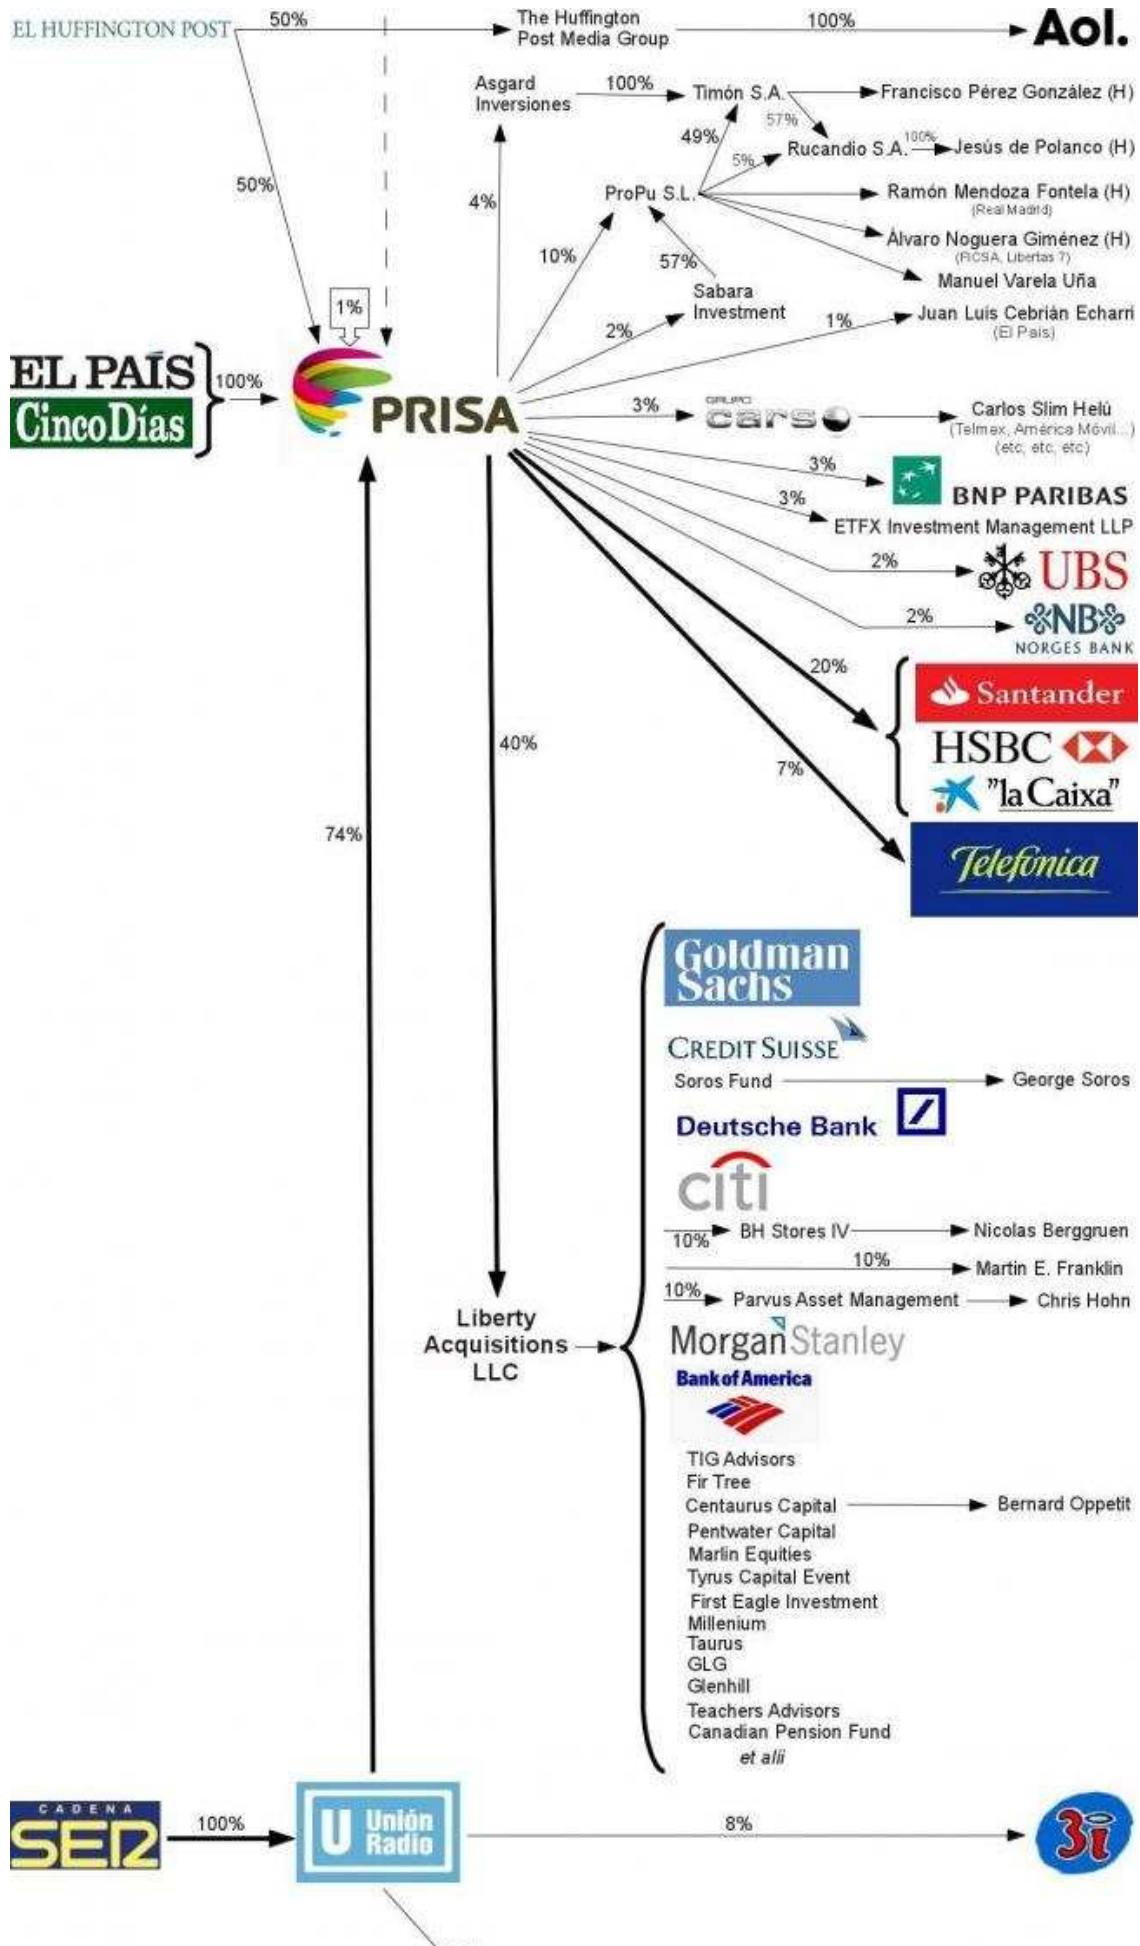 EL HUFFINGTON POST
50%
The Huffington
Post Media Group
100%
Aol.
Asgard
Inversiones
100%
Timón S.A.
Francisco Pérez González (H)
57%
49%
Rucandio S.A.
100%
Jesús de Polanco (H)
5%
50%
4%
ProPu S.L.
Ramón Mendoza Fontela (H)
(Real Madrid)
Álvaro Noguera Giménez (H)
(FICSA, Libertas 7)
10%
57%
Manuel Varela Uña
Sabara
Investment
1%
2%
1%
Juan Luis Cebrián Echarri
(El País)
EL PAÍS
Cinco Días
100%
PRISA
3%
GRUPO
cars
Carlos Slim Helú
(Telmex, América Móvil...)
(etc, etc, etc)
3%
BNP PARIBAS
3%
ETFX Investment Management LLP
2%
UBS
2%
NB
NORGES BANK
20%
Santander
HSBC
"la Caixa"
40%
7%
74%
Telefónica
Goldman
Sachs
CREDIT SUISSE
Soros Fund
George Soros
Deutsche Bank
citi
10%
BH Stores IV
Nicolas Berggruen
10%
Martin E. Franklin
10%
Parvus Asset Management
Chris Hohn
Liberty
Acquisitions
LLC
Morgan Stanley
Bank of America
TIG Advisors
Fir Tree
Centaurus Capital
Bernard Oppetit
Pentwater Capital
Marlin Equities
Tyrus Capital Event
First Eagle Investment
Millenium
Taurus
GLG
Glenhill
Teachers Advisors
Canadian Pension Fund
et alii
CADENA
SER
100%
U Unión
Radio
8%
3i